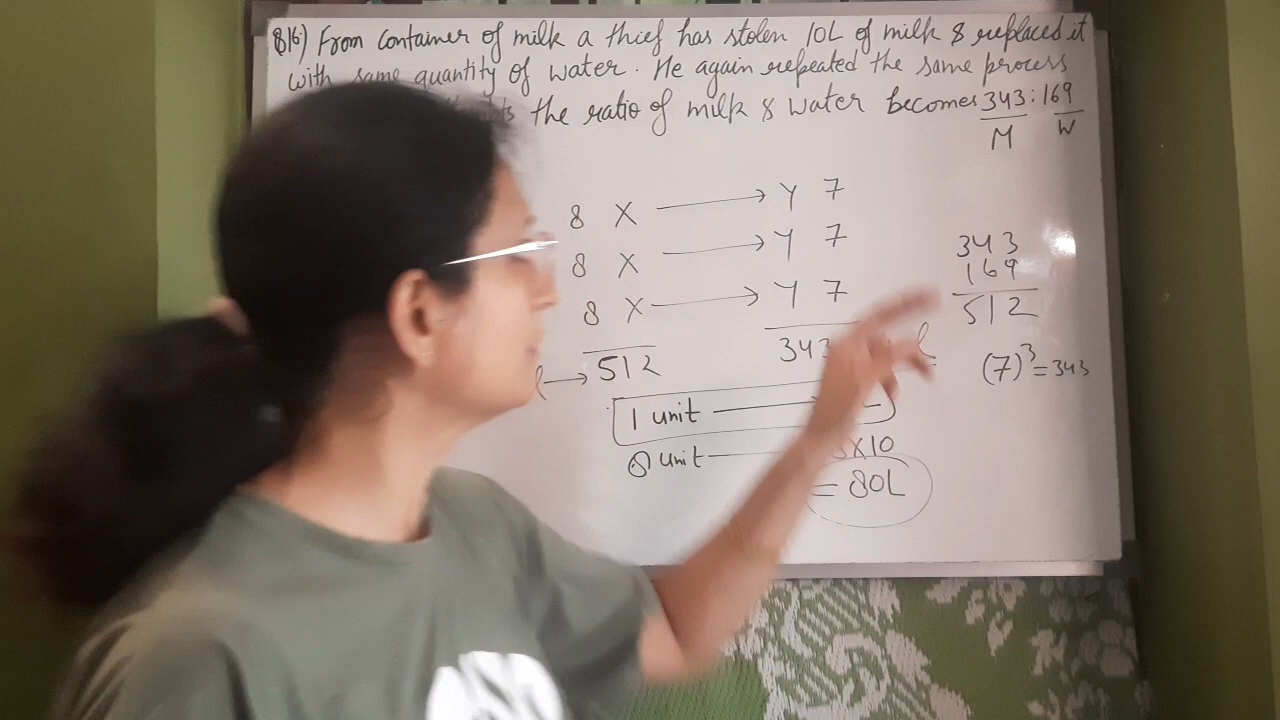 816.) From Container of milk a thief has stolen 10L of milk & replaced it
with same quantity of water. He again repeated the same process
the ratio of milk & Water becomes 343:169
M W
8 X → Y 7
8 X → Y 7
8 X → Y 7
512 343
343
169
512
(7)³ = 343
1 unit
8 unit X10
= 80L